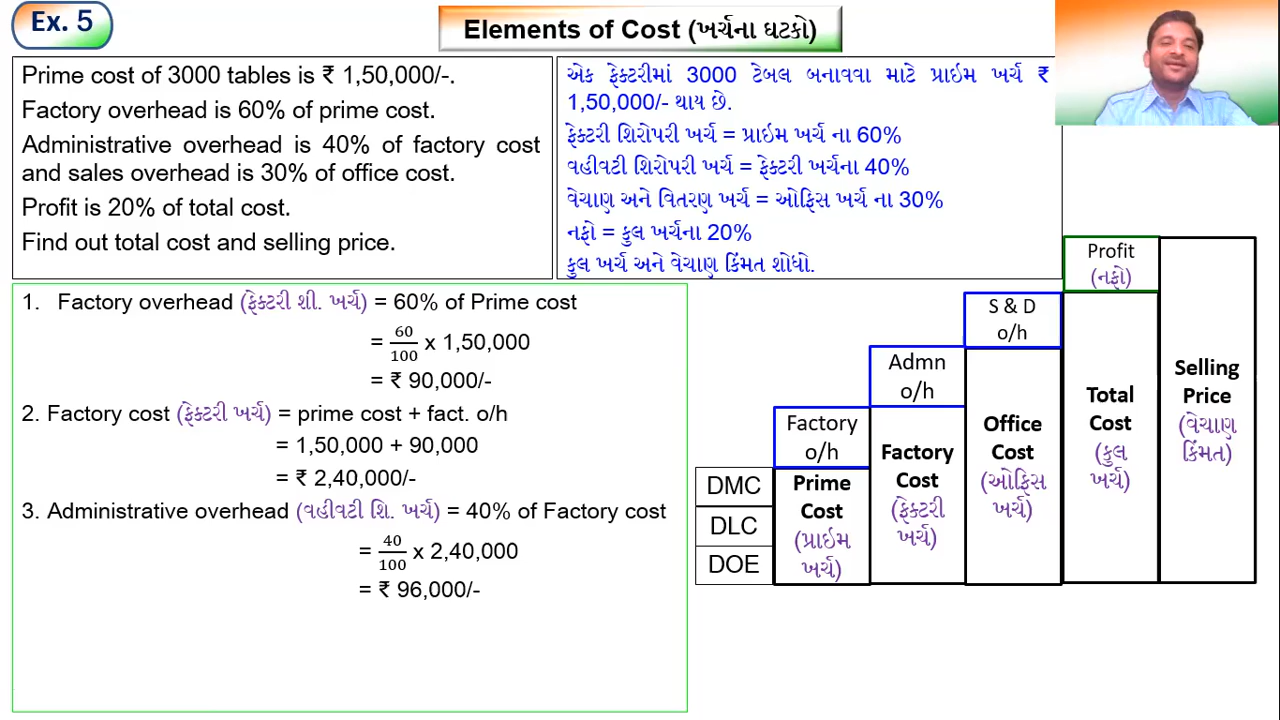 Ex. 5
Elements of Cost (ખર્ચના ઘટકો)
Prime cost of 3000 tables is ₹ 1,50,000/-.
Factory overhead is 60% of prime cost.
Administrative overhead is 40% of factory cost
and sales overhead is 30% of office cost.
Profit is 20% of total cost.
Find out total cost and selling price.
એક ફેક્ટરીમાં 3000 ટેબલ બનાવવા માટે પ્રાઇમ ખર્ચ ₹
1,50,000/- થાય છે.
ફેક્ટરી શિરોપરી ખર્ચ = પ્રાઇમ ખર્ચ ના 60%
વહીવટી શિરોપરી ખર્ચ = ફેક્ટરી ખર્ચના 40%
વેચાણ અને વિતરણ ખર્ચ = ઓફિસ ખર્ચ ના 30%
નફો = કુલ ખર્ચના 20%
કુલ ખર્ચ અને વેચાણ કિંમત શોધો.
1. Factory overhead (ફેક્ટરી શી. ખર્ચ) = 60% of Prime cost
= 60/100 x 1,50,000
= ₹ 90,000/-
2. Factory cost (ફેક્ટરી ખર્ચ) = prime cost + fact. o/h
= 1,50,000 + 90,000
= ₹ 2,40,000/-
3. Administrative overhead (વહીવટી શિ. ખર્ચ) = 40% of Factory cost
= 40/100 x 2,40,000
= ₹ 96,000/-
DMC
DLC
DOE
Factory
o/h
Prime
Cost
(પ્રાઇમ
ખર્ચ)
Admn
o/h
Factory
Cost
(ફેક્ટરી
ખર્ચ)
S & D
o/h
Office
Cost
(ઓફિસ
ખર્ચ)
Profit
(નફો)
Total
Cost
(કુલ
ખર્ચ)
Selling
Price
(વેચાણ
કિંમત)